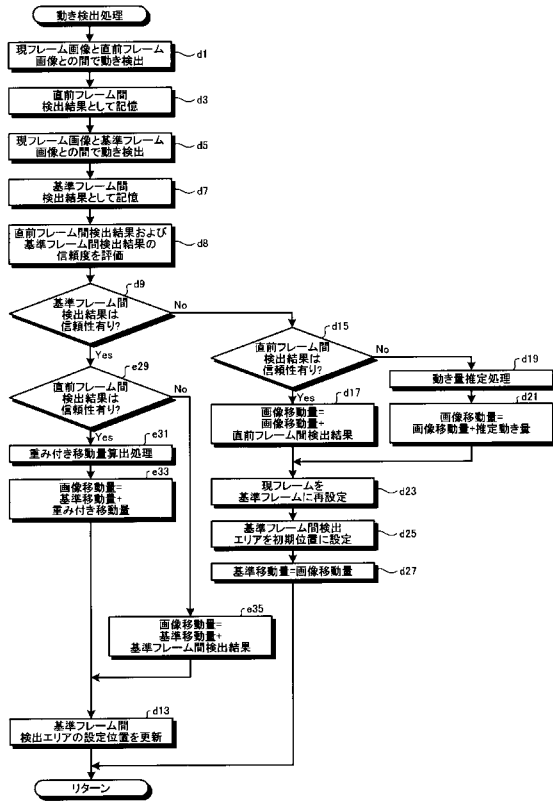 動き検出処理
現フレーム画像と直前フレーム
画像との間で動き検出
d1
直前フレーム間
検出結果として記憶
d3
現フレーム画像と基準フレーム
画像との間で動き検出
d5
基準フレーム間
検出結果として記憶
d7
直前フレーム間検出結果および
基準フレーム間検出結果の
信頼度を評価
d8
d9
基準フレーム間
検出結果は
信頼性有り?
No
Yes
d15
直前フレーム間
検出結果は
信頼性有り?
No
Yes
e29
直前フレーム間
検出結果は
信頼性有り?
No
Yes
d19
動き量推定処理
d17
画像移動量=
画像移動量+
直前フレーム間検出結果
d21
画像移動量=
画像移動量+推定動き量
e31
重み付き移動量算出処理
e33
画像移動量=
基準移動量+
重み付き移動量
現フレームを
基準フレームに再設定
d23
基準フレーム間検出
エリアを初期位置に設定
d25
基準移動量=画像移動量
d27
e35
画像移動量=
基準移動量+
基準フレーム間検出結果
d13
基準フレーム間
検出エリアの設定位置を更新
リターン